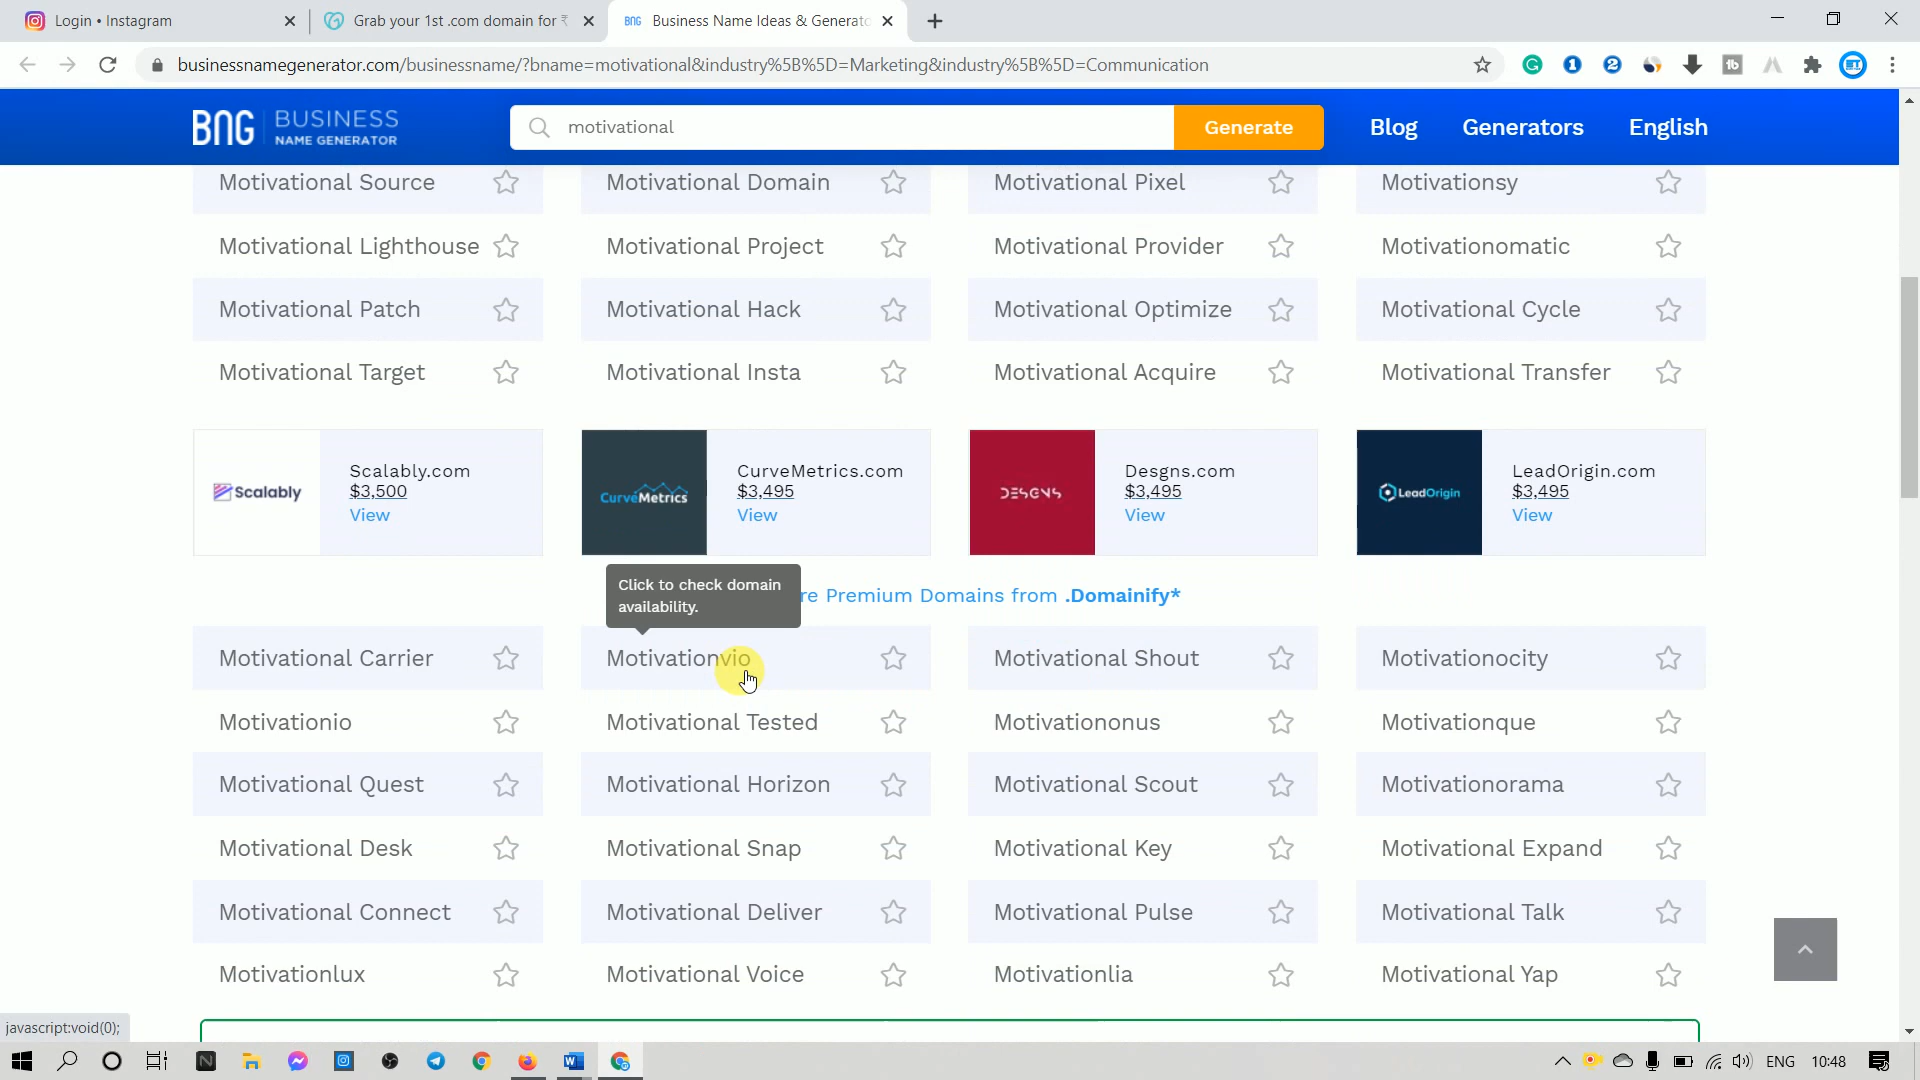 Login • Instagram
Grab your 1st .com domain for ₹
BNG Business Name Ideas & Generato
businessnamegenerator.com/businessname/?bname=motivational&industry%5B%5D=Marketing&industry%5B%5D=Communication
BNG BUSINESS NAME GENERATOR
motivational
Generate
Blog
Generators
English
Motivational Source
Motivational Domain
Motivational Pixel
Motivationsy
Motivational Lighthouse
Motivational Project
Motivational Provider
Motivationomatic
Motivational Patch
Motivational Hack
Motivational Optimize
Motivational Cycle
Motivational Target
Motivational Insta
Motivational Acquire
Motivational Transfer
Scalably
Scalably.com
$3,500
View
CurveMetrics
CurveMetrics.com
$3,495
View
DESGNS
Desgns.com
$3,495
View
LeadOrigin
LeadOrigin.com
$3,495
View
Click to check domain
availability.
re Premium Domains from .Domainify*
Motivational Carrier
Motivationvio
Motivational Shout
Motivationocity
Motivationio
Motivational Tested
Motivationonus
Motivationque
Motivational Quest
Motivational Horizon
Motivational Scout
Motivationorama
Motivational Desk
Motivational Snap
Motivational Key
Motivational Expand
Motivational Connect
Motivational Deliver
Motivational Pulse
Motivational Talk
Motivationlux
Motivational Voice
Motivationlia
Motivational Yap
javascript:void(0);
ENG
10:48